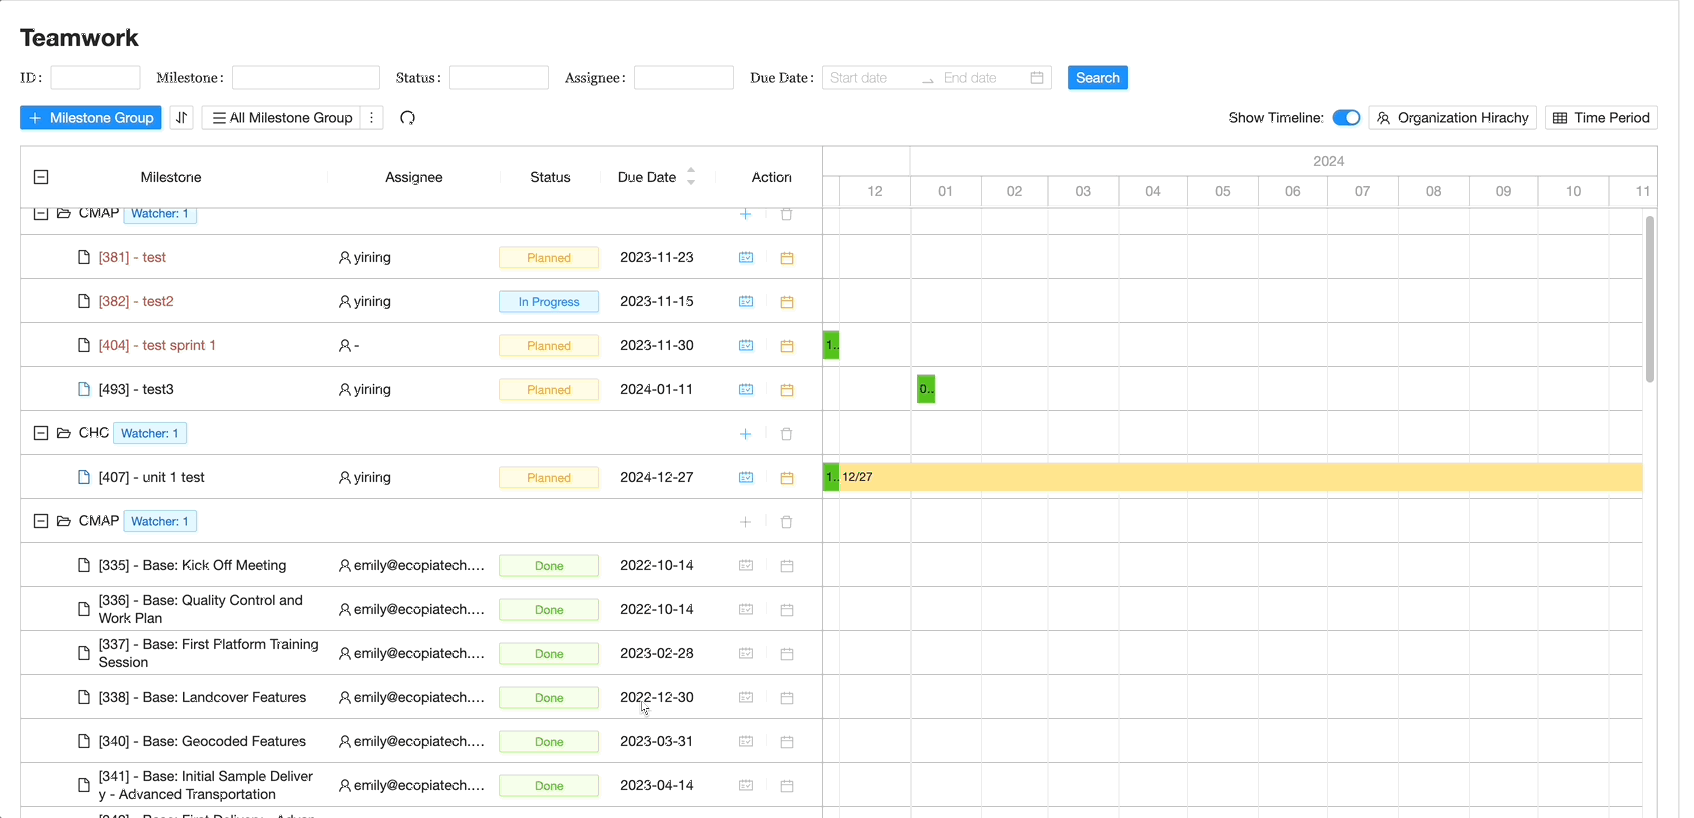 Teamwork
ID: Milestone: Status: Assignee: Due Date: Start date End date Search
Milestone Group All Milestone Group Show Timeline: Organization Hirachy Time Period
Milestone Assignee Status Due Date Action 2024
12 01 02 03 04 05 06 07 08 09 10 11
CMAP Watcher: 1
[381] - test yining Planned 2023-11-23
[382] - test2 yining In Progress 2023-11-15
[404] - test sprint 1 - Planned 2023-11-30 1..
[493] - test3 yining Planned 2024-01-11 0..
CHC Watcher: 1
[407] - unit 1 test yining Planned 2024-12-27 1.. 12/27
CMAP Watcher: 1
[335] - Base: Kick Off Meeting emily@ecopiatech.... Done 2022-10-14
[336] - Base: Quality Control and
Work Plan emily@ecopiatech.... Done 2022-10-14
[337] - Base: First Platform Training
Session emily@ecopiatech.... Done 2023-02-28
[338] - Base: Landcover Features emily@ecopiatech.... Done 2022-12-30
[340] - Base: Geocoded Features emily@ecopiatech.... Done 2023-03-31
[341] - Base: Initial Sample Deliver
y - Advanced Transportation emily@ecopiatech.... Done 2023-04-14